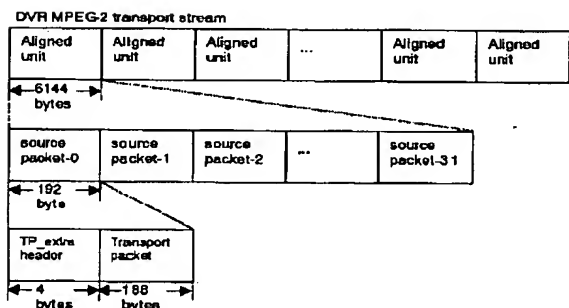 DVR MPEG-2 transport stream
Aligned unit
Aligned unit
Aligned unit
...
Aligned unit
Aligned unit
6144 bytes
source packet-0
source packet-1
source packet-2
...
source packet-31
192 byte
TP_extra header
Transport packet
4 bytes
188 bytes